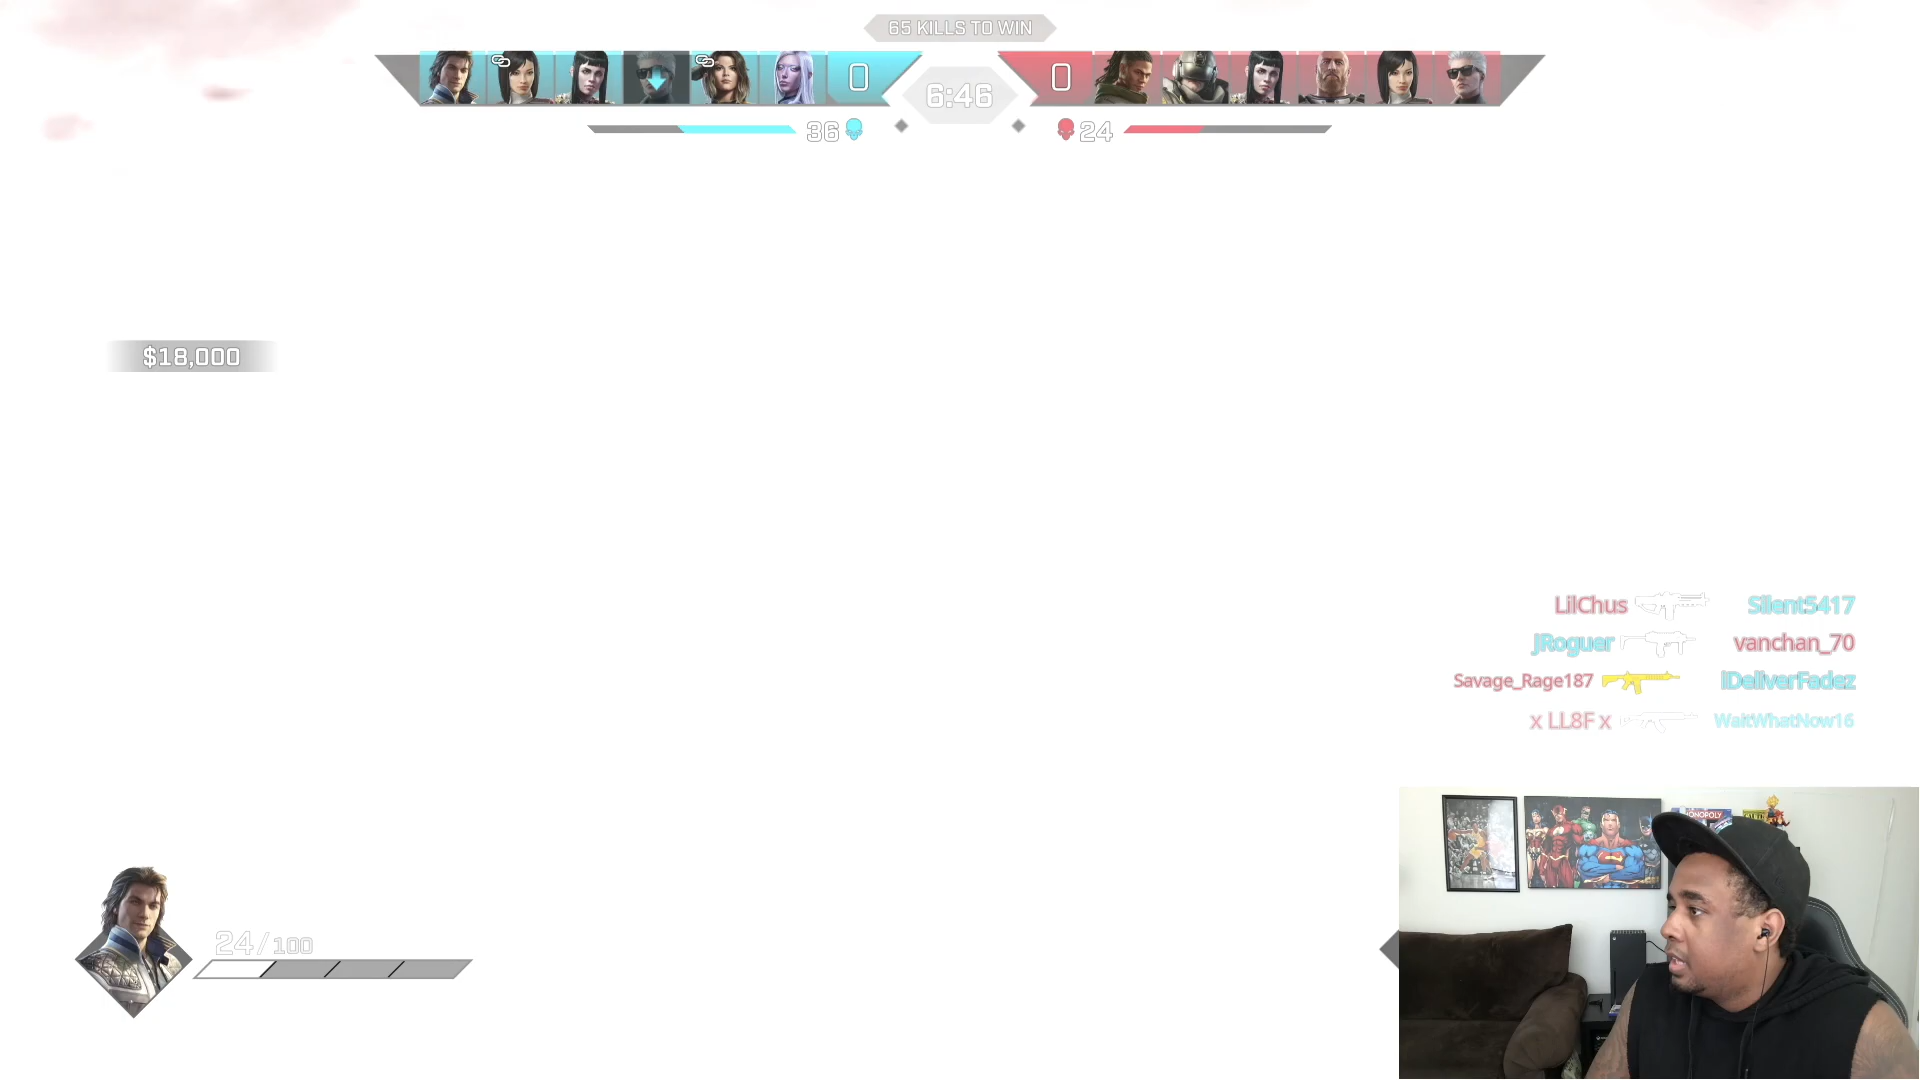 65 KILLS TO WIN
0
6:46
0
36
24
$18,000
LilChus Silent5417
JRoguer vanchan_70
Savage_Rage187 iDeliverFadez
x LL8F x WaitWhatNow16
24/100
MONOPOLY